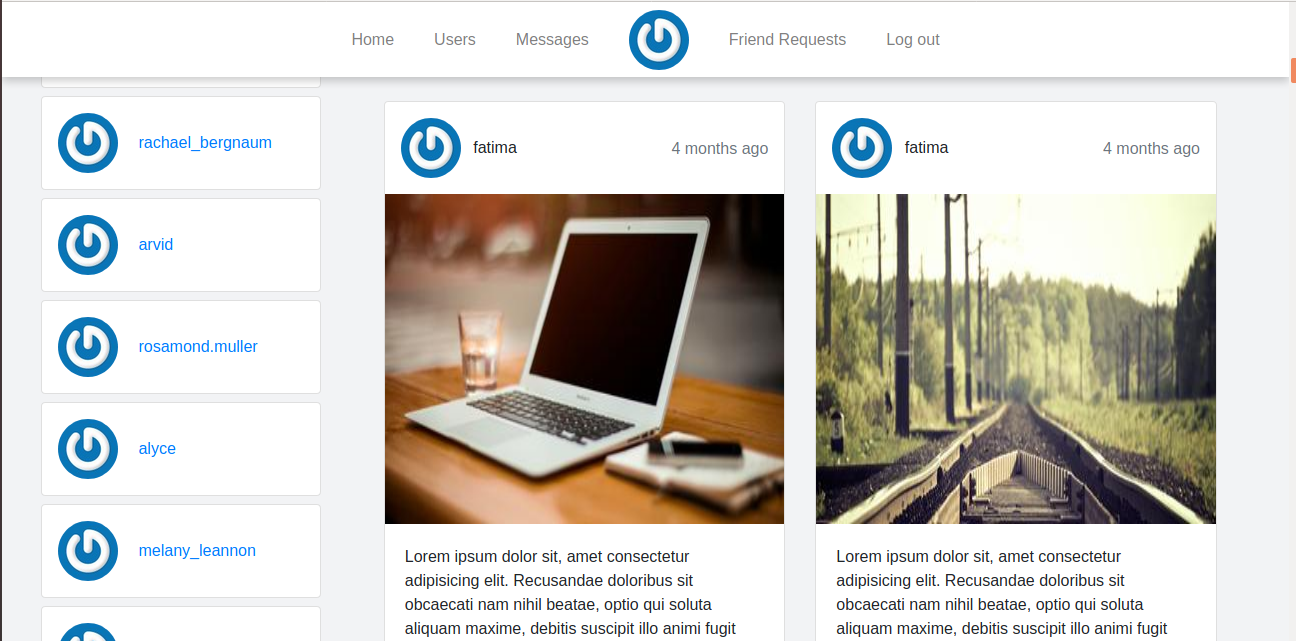 Home Users Messages Friend Requests Log out
rachael_bergnaum
arvid
rosamond.muller
alyce
melany_leannon
fatima 4 months ago
Lorem ipsum dolor sit, amet consectetur
adipisicing elit. Recusandae doloribus sit
obcaecati nam nihil beatae, optio qui soluta
aliquam maxime, debitis suscipit illo animi fugit
fatima 4 months ago
Lorem ipsum dolor sit, amet consectetur
adipisicing elit. Recusandae doloribus sit
obcaecati nam nihil beatae, optio qui soluta
aliquam maxime, debitis suscipit illo animi fugit